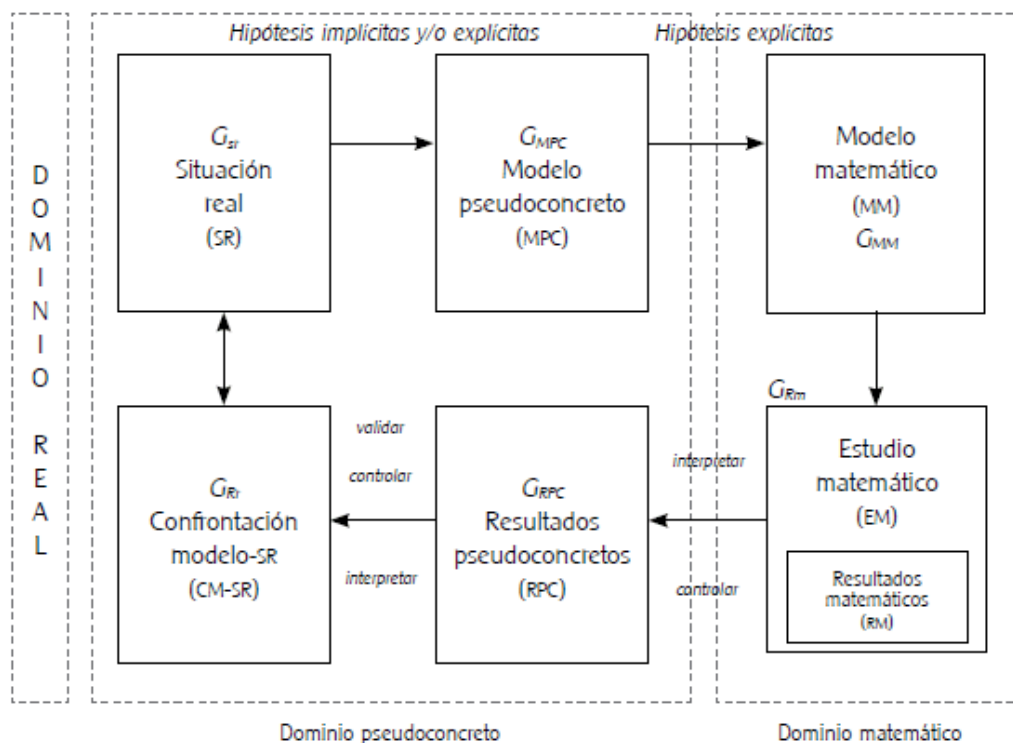 Hipótesis implícitas y/o explícitas
Hipótesis explícitas
DOMINIO REAL
Gsr
Situación
real
(SR)
GMPC
Modelo
pseudoconcreto
(MPC)
Modelo
matemático
(MM)
GMM
GRr
Confrontación
modelo-SR
(CM-SR)
validar
controlar
interpretar
GRPC
Resultados
pseudoconcretos
(RPC)
interpretar
controlar
GRm
Estudio
matemático
(EM)
Resultados
matemáticos
(RM)
Dominio pseudoconcreto
Dominio matemático